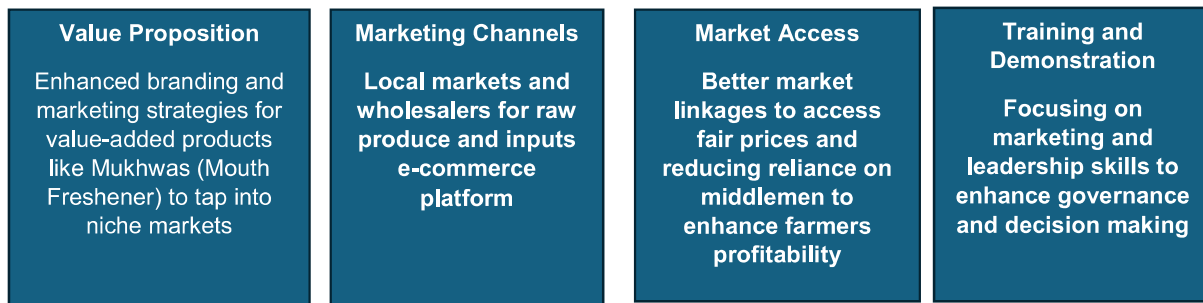 Value Proposition
Enhanced branding and
marketing strategies for
value-added products
like Mukhwas (Mouth
Freshener) to tap into
niche markets
Marketing Channels
Local markets and
wholesalers for raw
produce and inputs
e-commerce
platform
Market Access
Better market
linkages to access
fair prices and
reducing reliance on
middlemen to
enhance farmers
profitability
Training and
Demonstration
Focusing on
marketing and
leadership skills to
enhance governance
and decision making